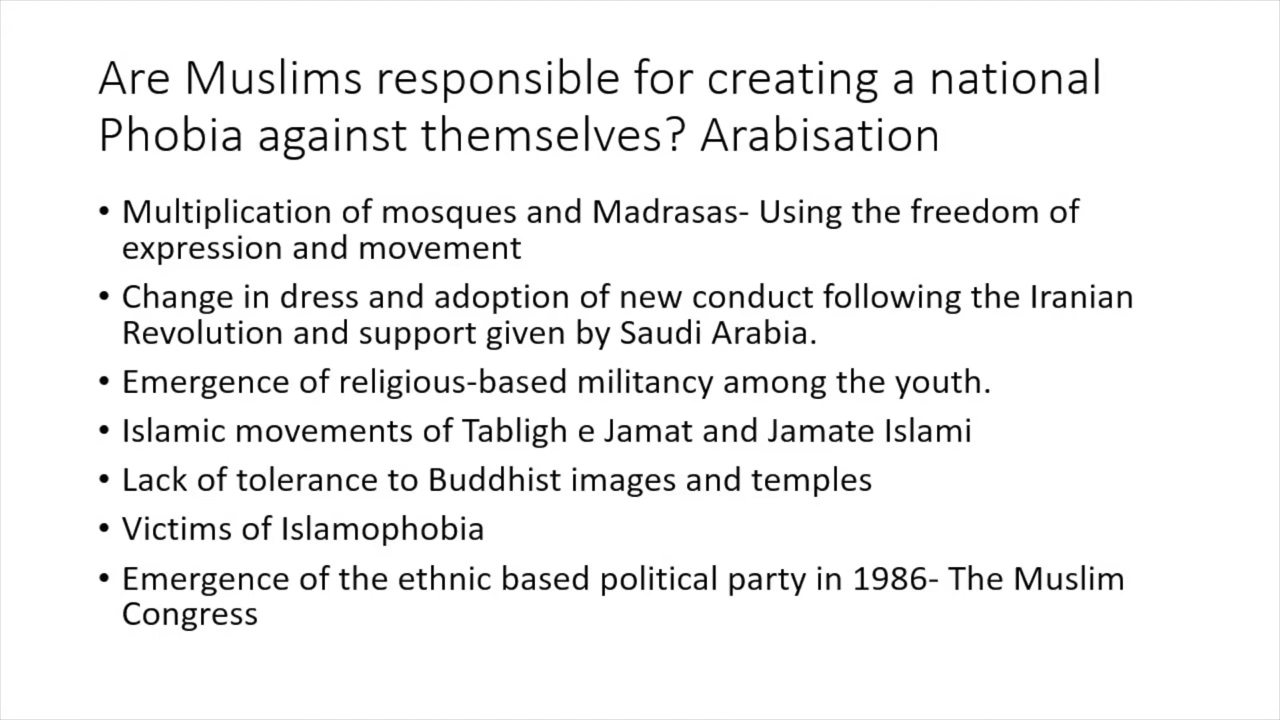 Are Muslims responsible for creating a national
Phobia against themselves? Arabisation
• Multiplication of mosques and Madrasas- Using the freedom of
expression and movement
• Change in dress and adoption of new conduct following the Iranian
Revolution and support given by Saudi Arabia.
• Emergence of religious-based militancy among the youth.
• Islamic movements of Tabligh e Jamat and Jamate Islami
• Lack of tolerance to Buddhist images and temples
• Victims of Islamophobia
• Emergence of the ethnic based political party in 1986- The Muslim
Congress